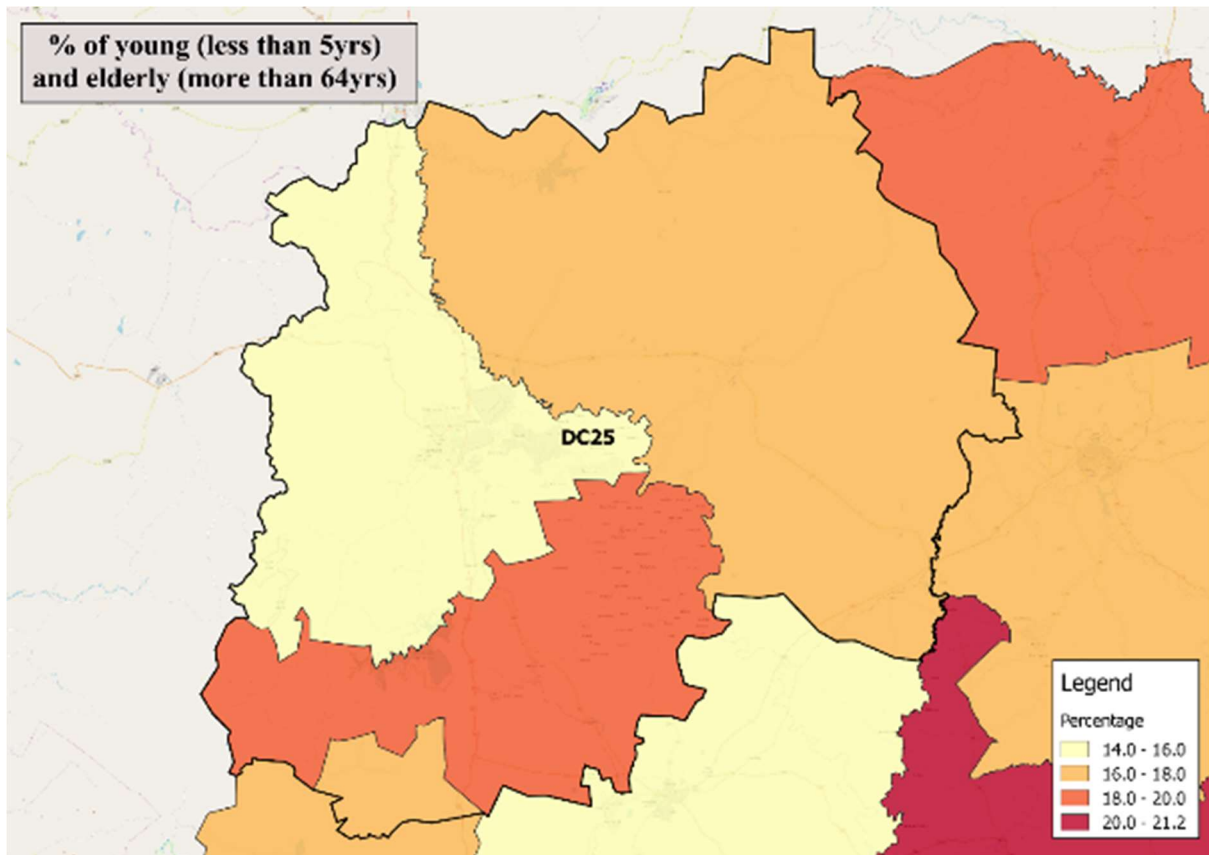 % of young (less than 5yrs)
and elderly (more than 64yrs)
DC25
Legend
Percentage
14.0 - 16.0
16.0 - 18.0
18.0 - 20.0
20.0 - 21.2